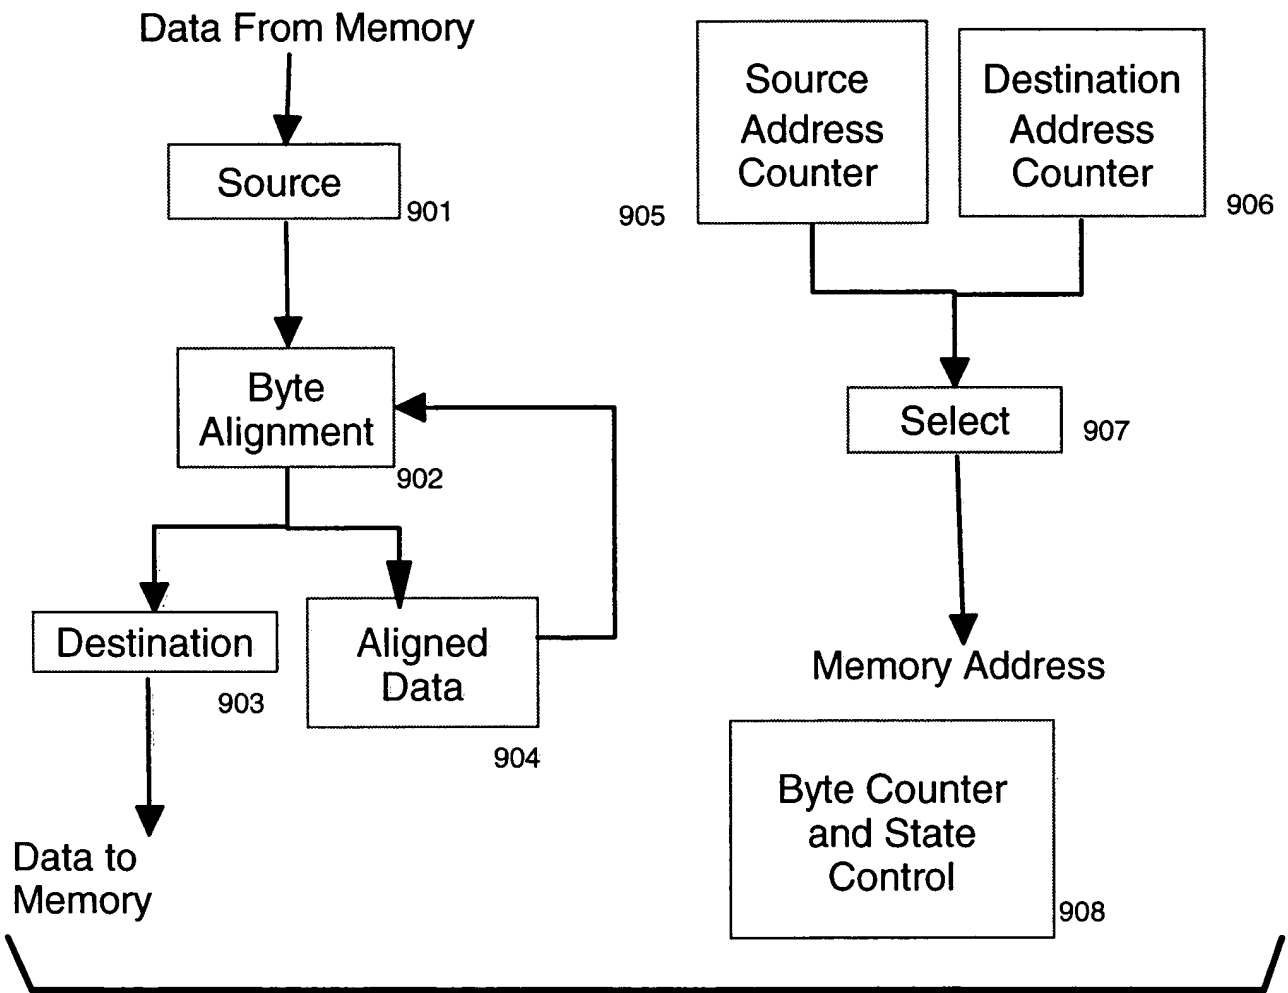 Data From Memory
Source
901
Byte
Alignment
902
Destination
903
Aligned
Data
904
Data to
Memory
Source
Address
Counter
905
Destination
Address
Counter
906
Select
907
Memory Address
Byte Counter
and State
Control
908